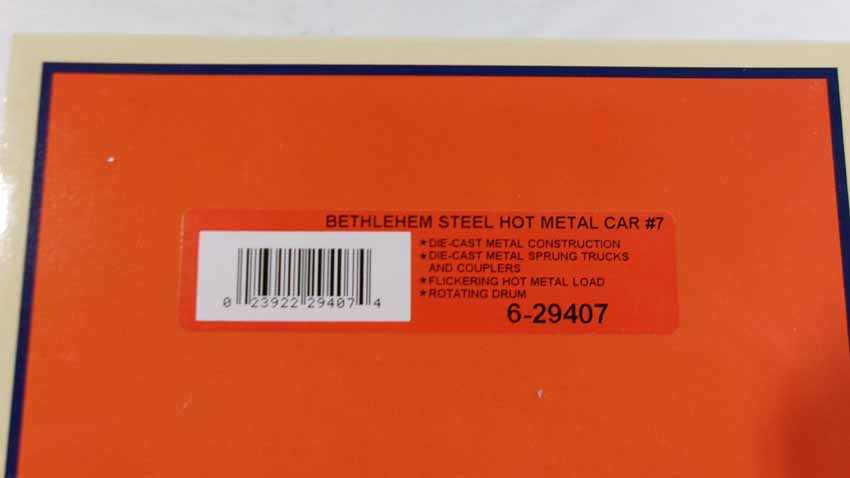 BETHLEHEM STEEL HOT METAL CAR #7
★DIE-CAST METAL CONSTRUCTION
★DIE-CAST METAL SPRUNG TRUCKS
AND COUPLERS
★FLICKERING HOT METAL LOAD
★ROTATING DRUM
6-29407
0 23922 29407 4